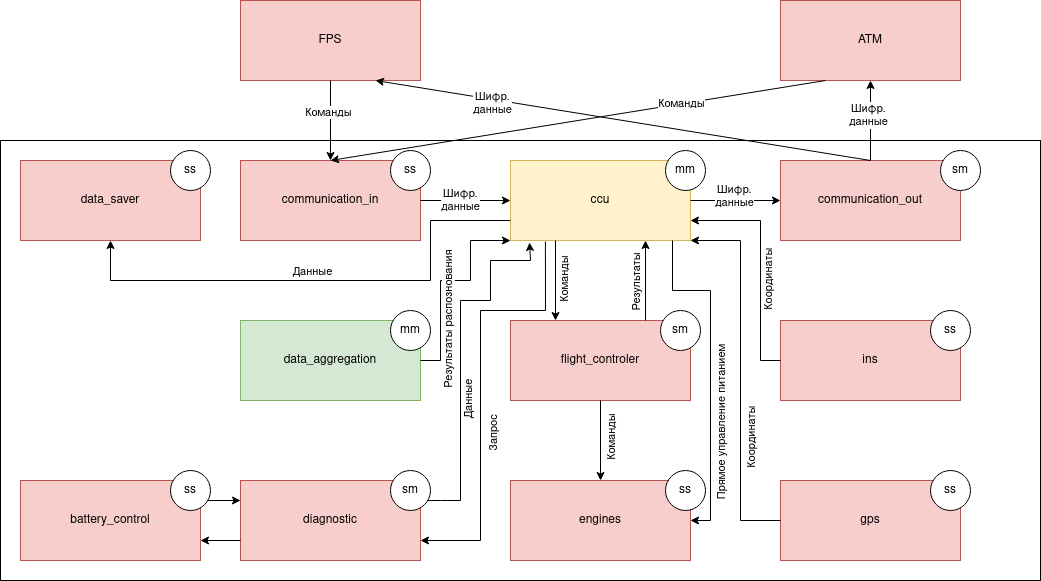 FPS
ATM
Команды
Шифр.
данные
Команды
Шифр.
данные
data_saver
ss
communication_in
ss
Шифр.
данные
ccu
mm
Шифр.
данные
communication_out
sm
Данные
Результаты распознования
Команды
Результаты
Координаты
data_aggregation
mm
flight_controler
sm
ins
ss
Данные
Запрос
Команды
Прямое управление питанием
Координаты
battery_control
ss
diagnostic
sm
engines
ss
gps
ss